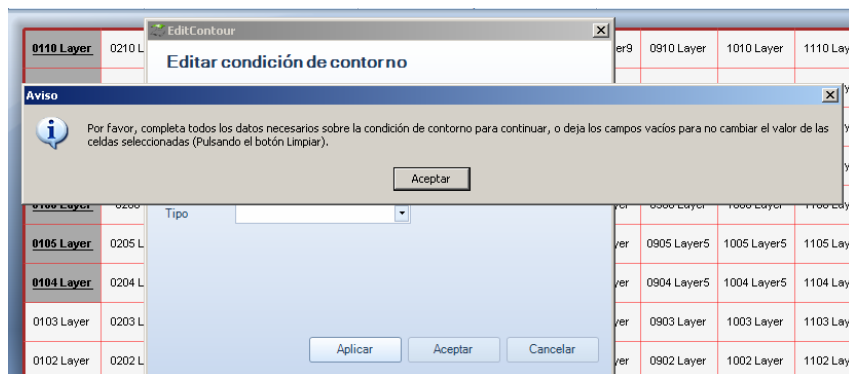 EditContour
0110 Layer 0210 L Editar condición de contorno er9 0910 Layer 1010 Layer 1110 Lay
Aviso
Por favor, completa todos los datos necesarios sobre la condición de contorno para continuar, o deja los campos vacíos para no cambiar el valor de las
celdas seleccionadas (Pulsando el botón Limpiar).
Aceptar
Tipo
0105 Layer 0205 L yer 0905 Layer5 1005 Layer5 1105 Lay
0104 Layer 0204 L yer 0904 Layer5 1004 Layer5 1104 Lay
0103 Layer 0203 L yer 0903 Layer 1003 Layer 1103 Lay
Aplicar Aceptar Cancelar
0102 Layer 0202 L yer 0902 Layer 1002 Layer 1102 Lay